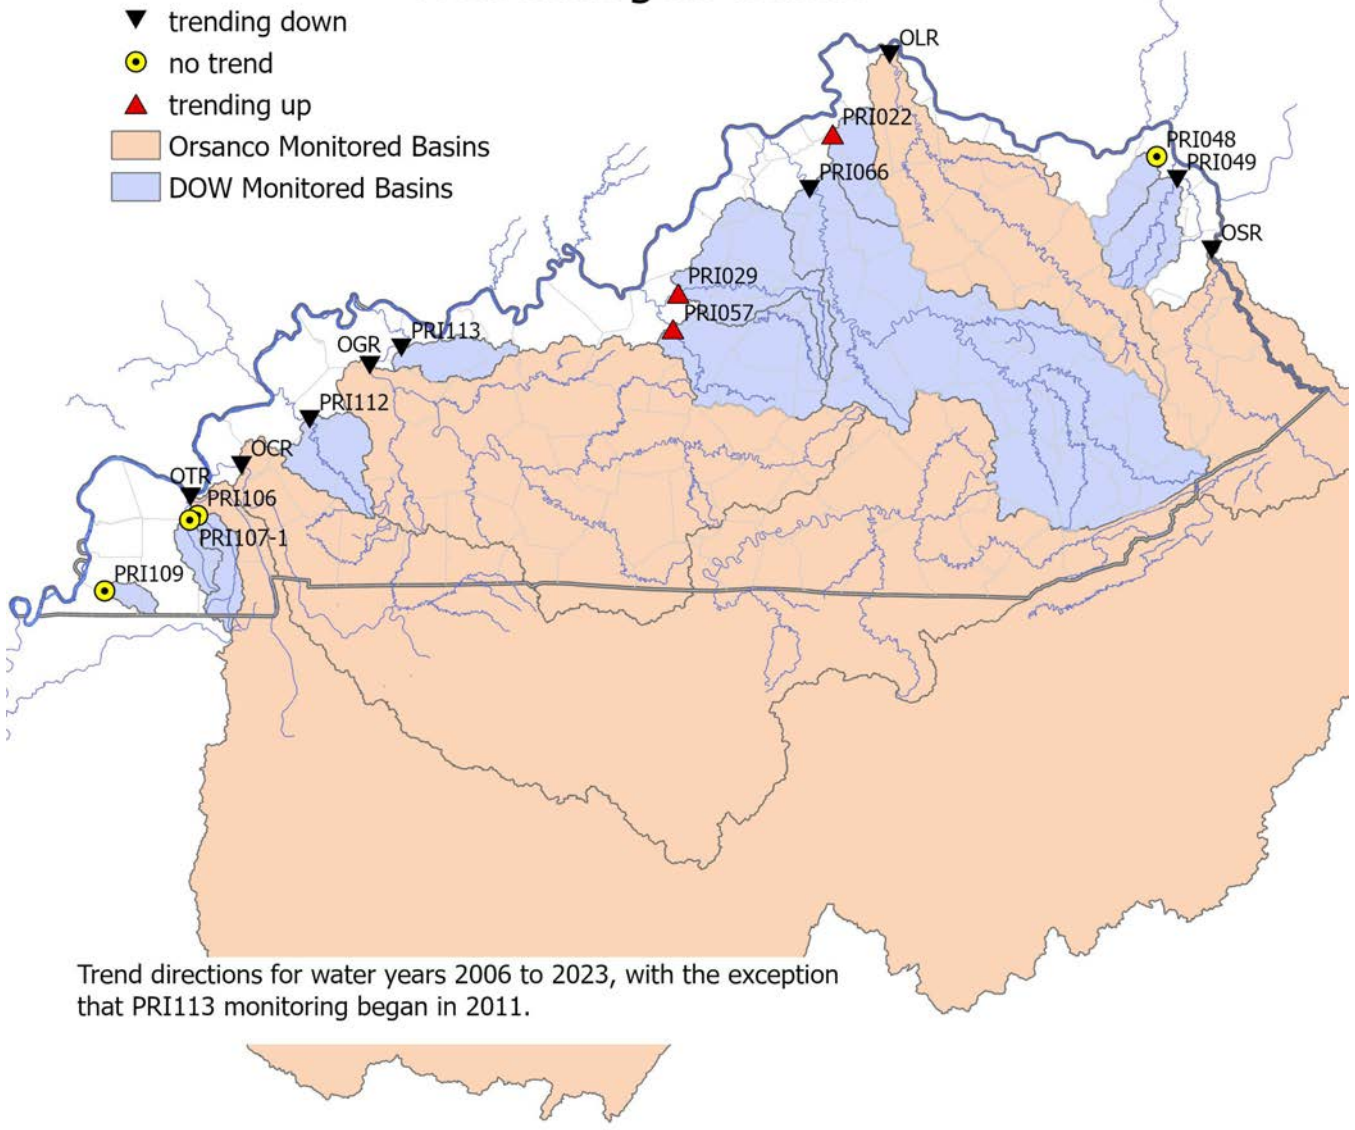 trending down
no trend
trending up
Orsanco Monitored Basins
DOW Monitored Basins
OLR
PRI022
PRI048
PRI049
PRI066
OSR
PRI029
PRI057
PRI113
OGR
PRI112
OCR
OTR
PRI106
PRI107-1
PRI109
Trend directions for water years 2006 to 2023, with the exception
that PRI113 monitoring began in 2011.